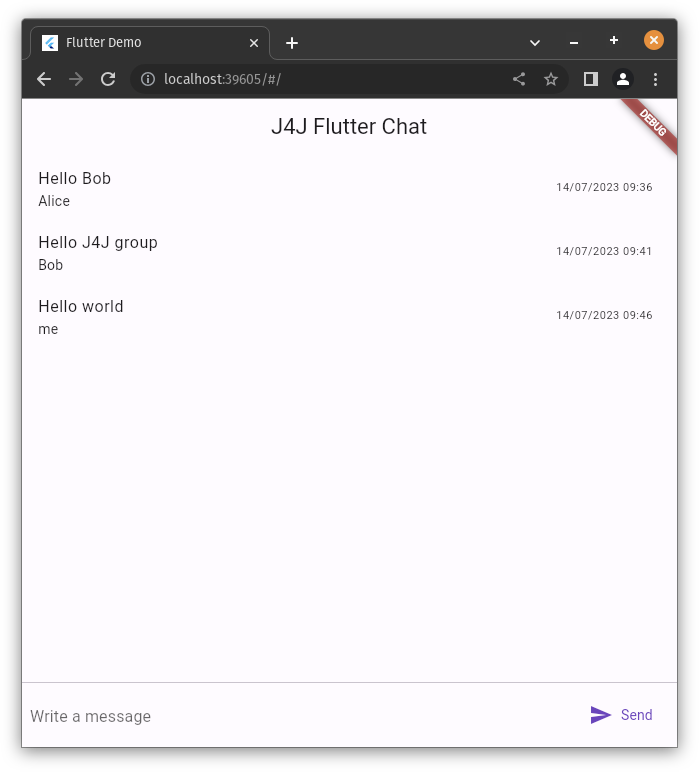 Flutter Demo
localhost:39605/#/
DEBUG
J4J Flutter Chat
Hello Bob
Alice
14/07/2023 09:36
Hello J4J group
Bob
14/07/2023 09:41
Hello world
me
14/07/2023 09:46
Write a message
Send